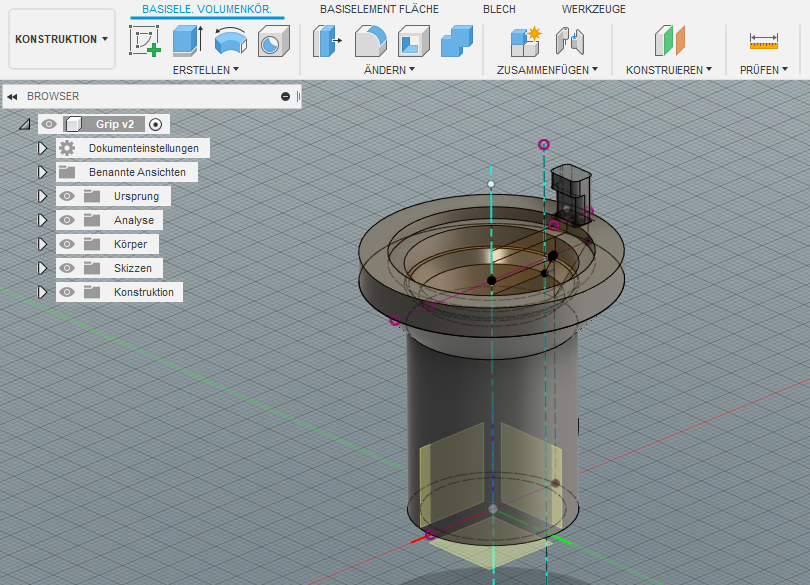 BASISELE. VOLUMENKÖR.
BASISELEMENT FLÄCHE
BLECH
WERKZEUGE
KONSTRUKTION
ERSTELLEN
ÄNDERN
ZUSAMMENFÜGEN
KONSTRUIEREN
PRÜFEN
BROWSER
Grip v2
Dokumenteinstellungen
Benannte Ansichten
Ursprung
Analyse
Körper
Skizzen
Konstruktion